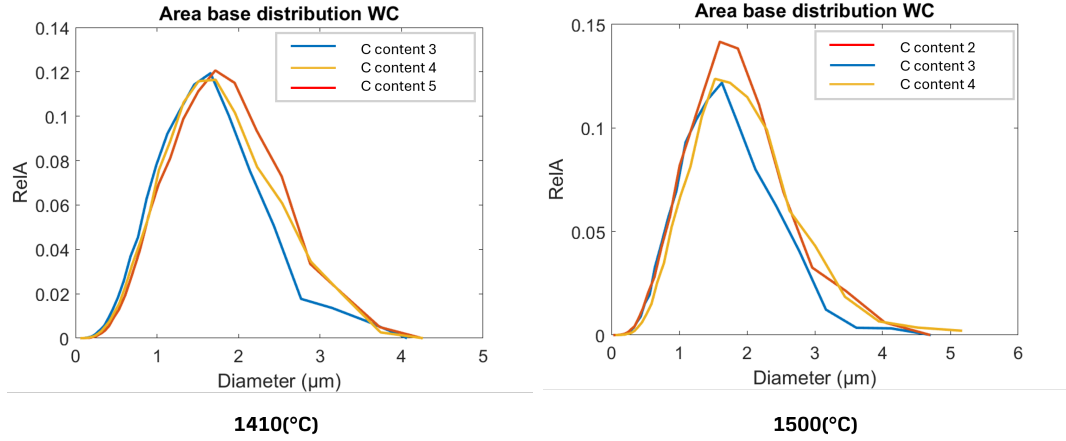 Area base distribution WC
0.14
0.12
0.1
0.08
0.06
0.04
0.02
0
RelA
C content 3
C content 4
C content 5
0 1 2 3 4 5
Diameter (μm)
1410(°C)
Area base distribution WC
0.15
0.1
0.05
0
RelA
C content 2
C content 3
C content 4
0 1 2 3 4 5 6
Diameter (μm)
1500(°C)